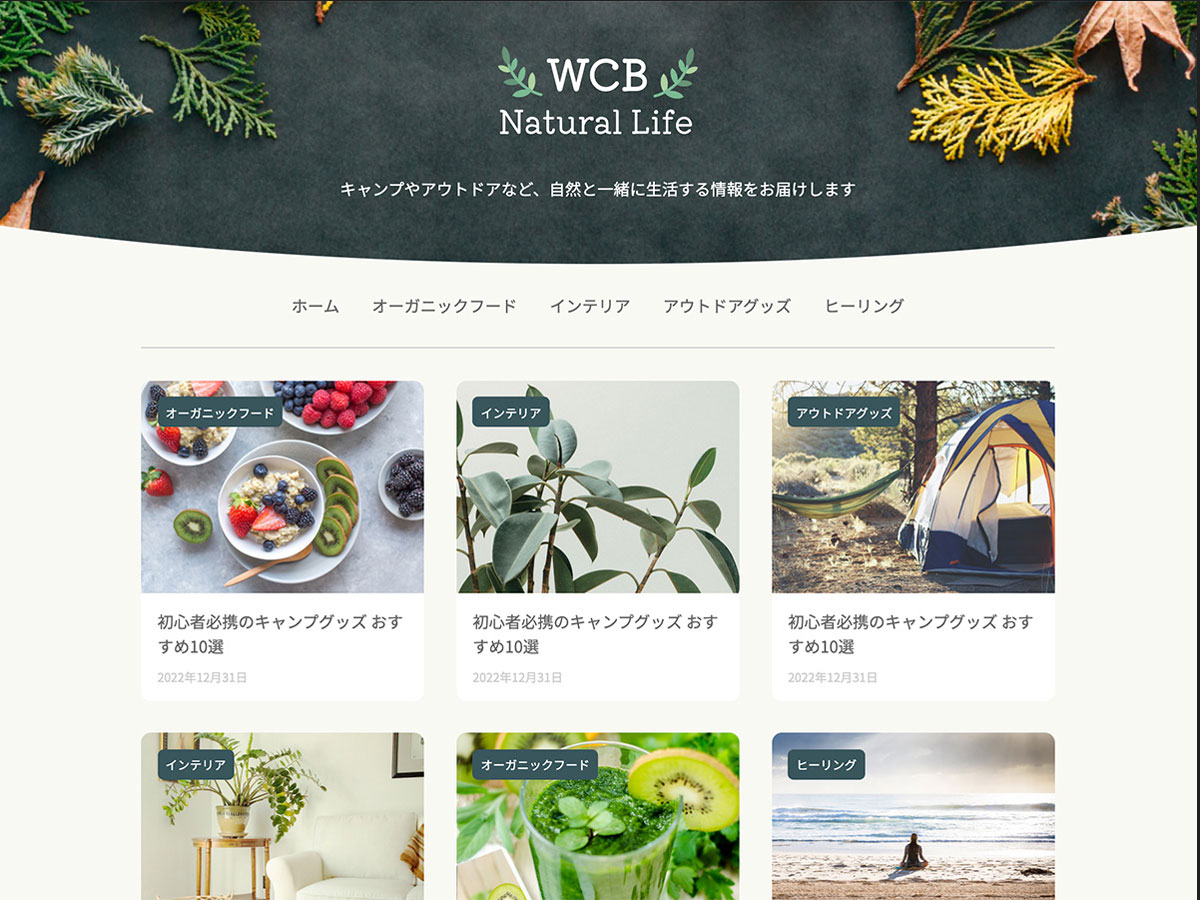 WCB
Natural Life
キャンプやアウトドアなど、自然と一緒に生活する情報をお届けします
ホーム オーガニックフード インテリア アウトドアグッズ ヒーリング
オーガニックフード
初心者必携のキャンプグッズ おす
すめ10選
2022年12月31日
インテリア
初心者必携のキャンプグッズ おす
すめ10選
2022年12月31日
アウトドアグッズ
初心者必携のキャンプグッズ おす
すめ10選
2022年12月31日
インテリア
オーガニックフード
ヒーリング